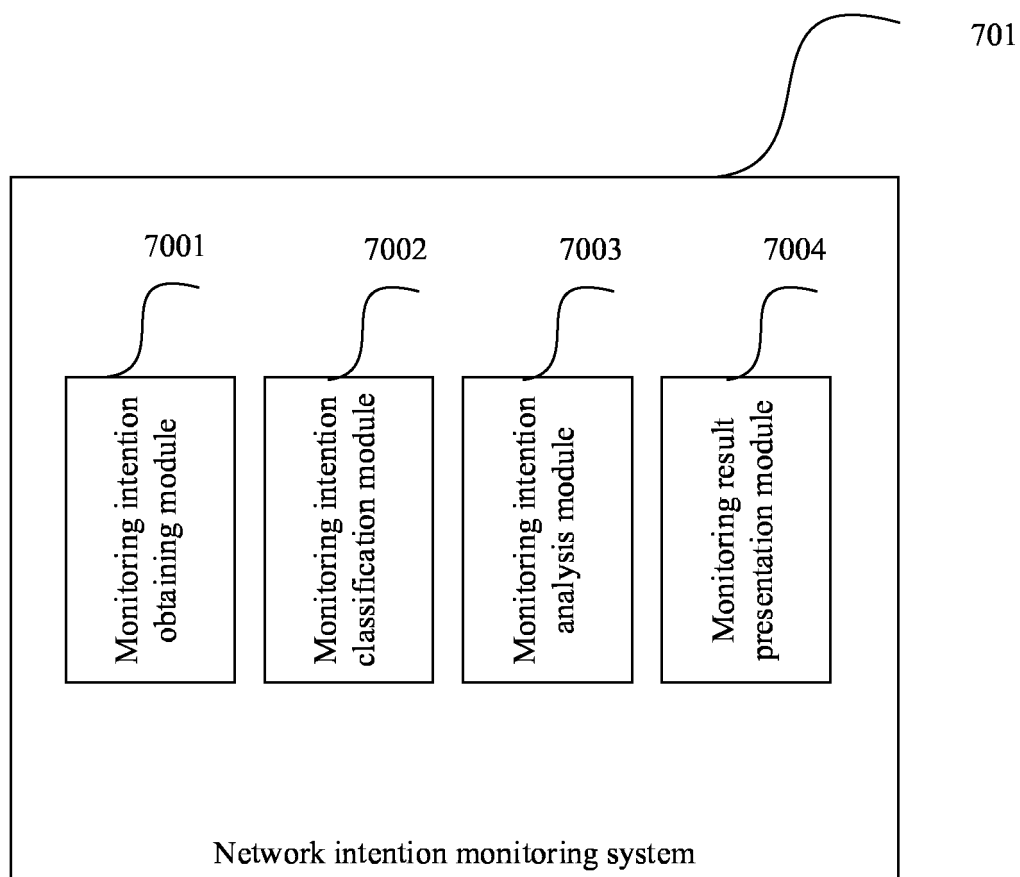 701
7001
7002
7003
7004
Monitoring intention
obtaining module
Monitoring intention
classification module
Monitoring intention
analysis module
Monitoring result
presentation module
Network intention monitoring system